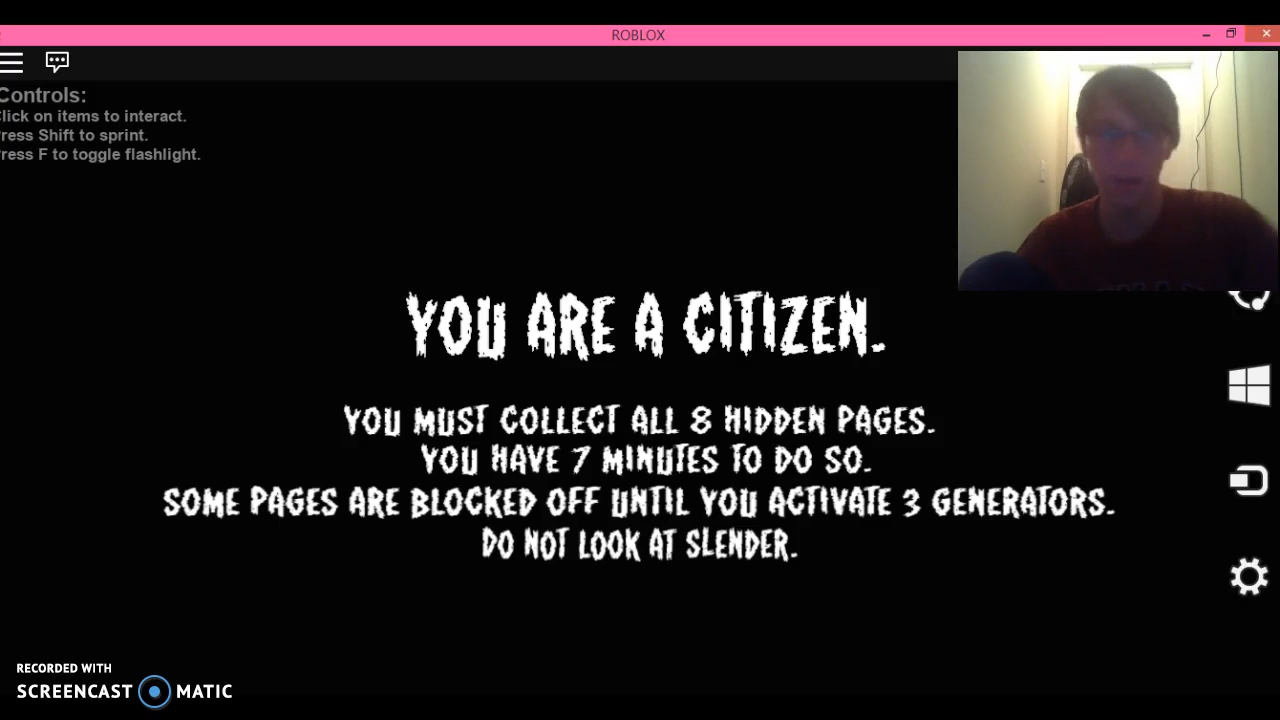 ROBLOX
Controls:
lick on items to interact.
ress Shift to sprint.
ress F to toggle flashlight.
YOU ARE A CITIZEN.
YOU MUST COLLECT ALL 8 HIDDEN PAGES.
YOU HAVE 7 MINUTES TO DO SO.
SOME PAGES ARE BLOCKED OFF UNTIL YOU ACTIVATE 3 GENERATORS.
DO NOT LOOK AT SLENDER.
RECORDED WITH
SCREENCAST MATIC